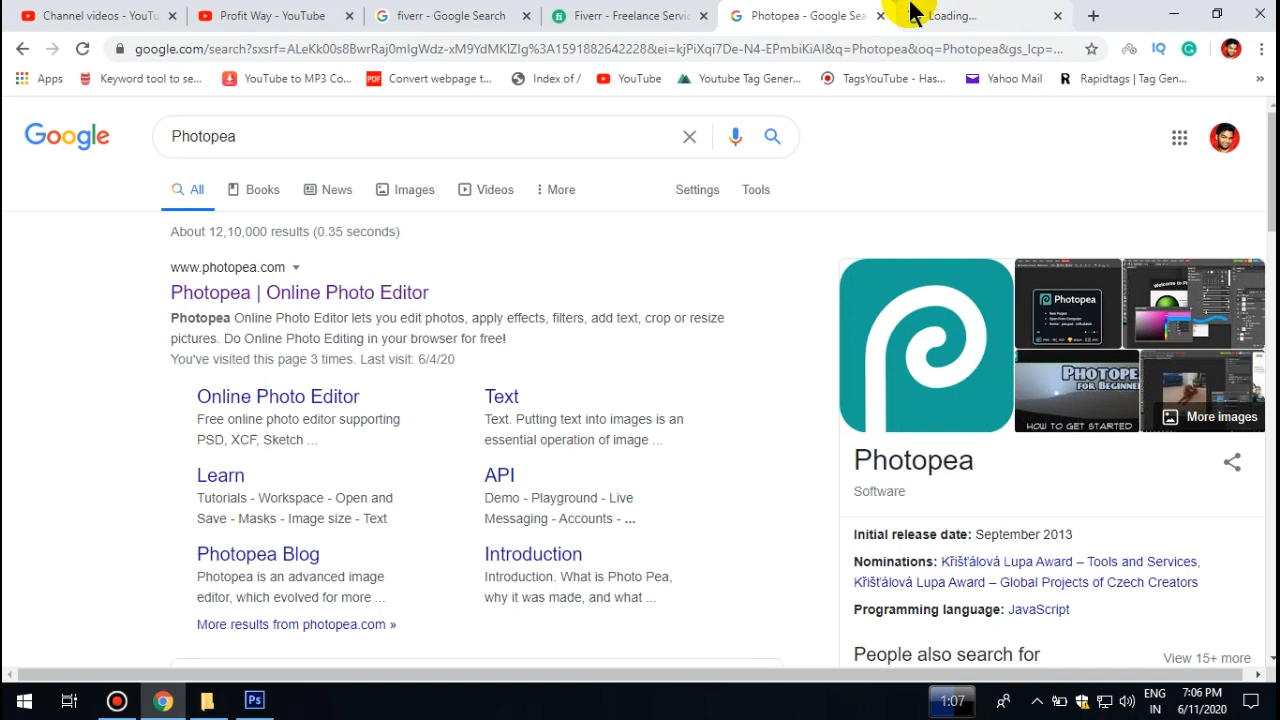 Channel videos - YouTu
Profit Way - YouTube
fiverr - Google Search
Fiverr - Freelance Servic
Photopea - Google Sea
Loading...
google.com/search?sxsrf=ALeKk00s8BwrRaj0mIgWdz-xM9YdMKIZIg%3A1591882642228&ei=kjPiXqi7De-N4-EPmbiKiAI&q=Photopea&oq=Photopea&gs_lcp=...
Apps
Keyword tool to se...
YouTube to MP3 Co...
PDF
Convert webpage t...
Index of /
YouTube
Youtube Tag Gener...
TagsYouTube - Has...
Yahoo Mail
Rapidtags | Tag Gen...
»
Google
Photopea
All
Books
News
Images
Videos
More
Settings
Tools
About 12,10,000 results (0.35 seconds)
www.photopea.com
Photopea | Online Photo Editor
Photopea Online Photo Editor lets you edit photos, apply effects, filters, add text, crop or resize
pictures. Do Online Photo Editing in your browser for free!
You've visited this page 3 times. Last visit: 6/4/20
Online Photo Editor
Free online photo editor supporting
PSD, XCF, Sketch ...
Text
Text. Putting text into images is an
essential operation of image ...
Learn
Tutorials - Workspace - Open and
Save - Masks - Image size - Text
API
Demo - Playground - Live
Messaging - Accounts - ...
Photopea Blog
Photopea is an advanced image
editor, which evolved for more ...
Introduction
Introduction. What is Photo Pea,
why it was made, and what ...
More results from photopea.com »
Photopea
PHOTOPE
FOR BEGINNE
HOW TO GET STARTED
More images
Photopea
Software
Initial release date: September 2013
Nominations: Křišťálová Lupa Award – Tools and Services,
Křišťálová Lupa Award – Global Projects of Czech Creators
Programming language: JavaScript
People also search for
View 15+ more
Ps
1:07
ENG
IN
7:06 PM
6/11/2020